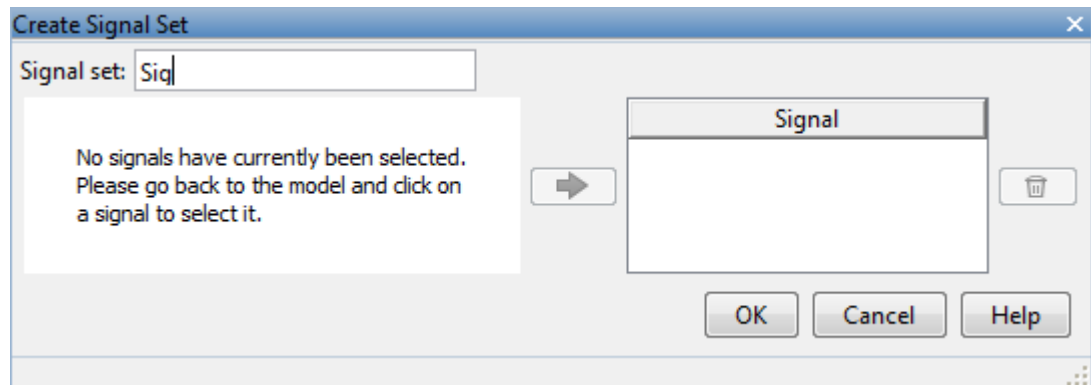 Create Signal Set
Signal set: Sig
No signals have currently been selected.
Please go back to the model and click on
a signal to select it.
Signal
OK Cancel Help